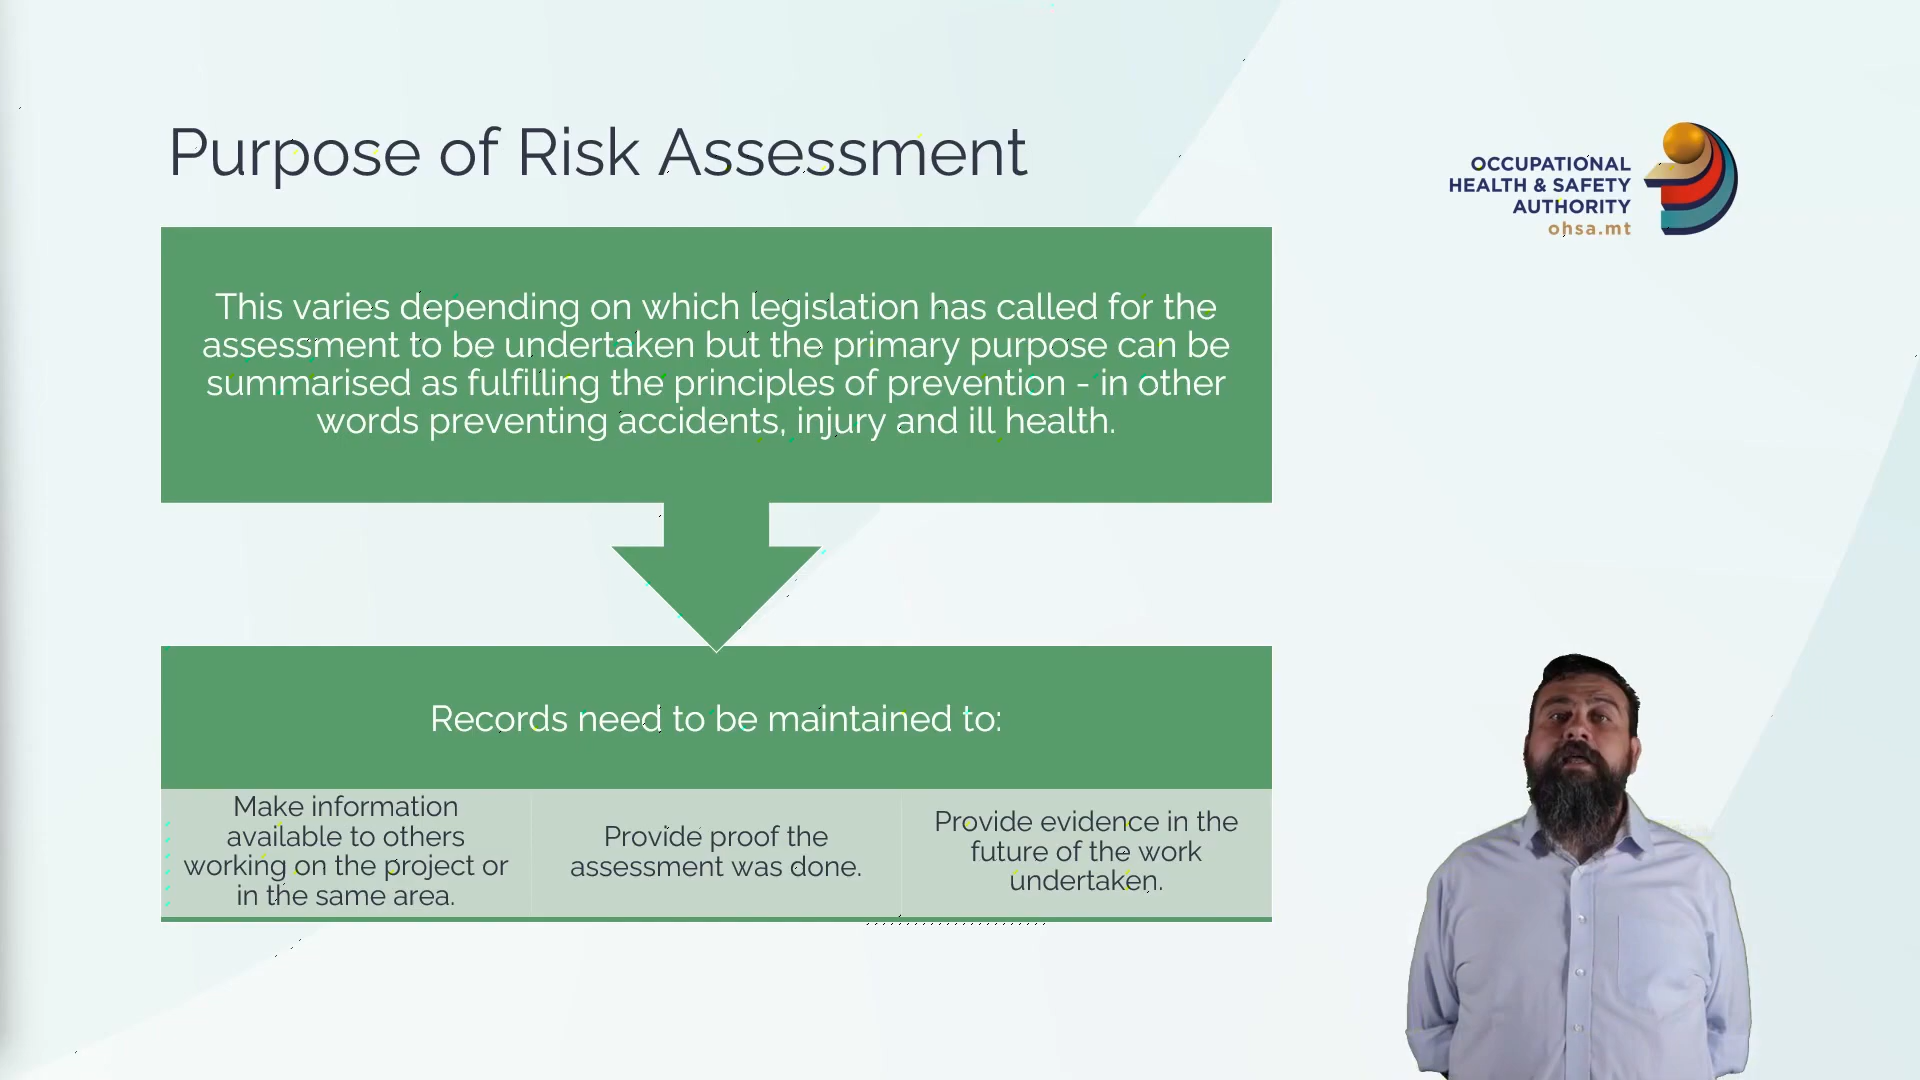 Purpose of Risk Assessment
OCCUPATIONAL
HEALTH & SAFETY
AUTHORITY
ohsa.mt
This varies depending on which legislation has called for the
assessment to be undertaken but the primary purpose can be
summarised as fulfilling the principles of prevention - in other
words preventing accidents, injury and ill health.
Records need to be maintained to:
Make information
available to others
working on the project or
in the same area.
Provide proof the
assessment was done.
Provide evidence in the
future of the work
undertaken.